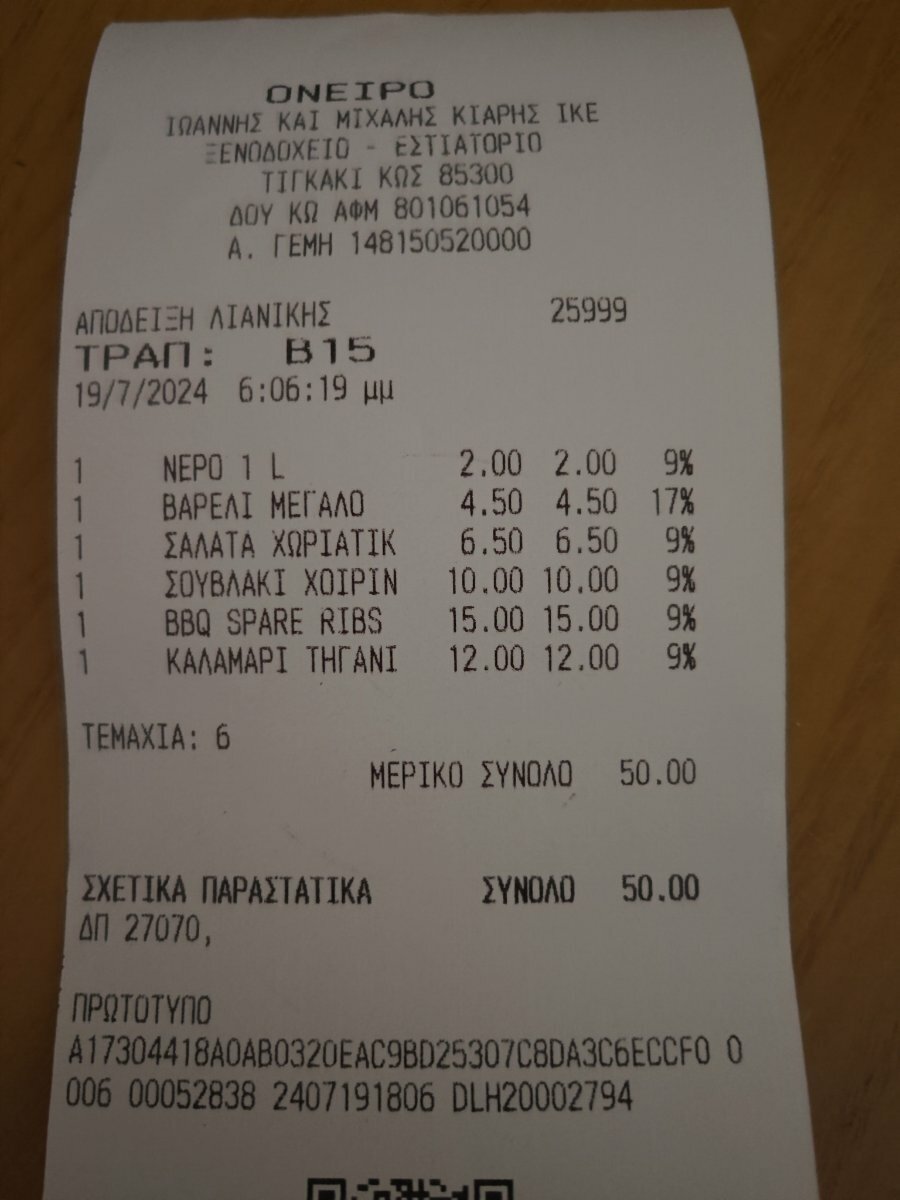 ΟΝΕΙΡΟ
ΙΩΑΝΝΗΣ ΚΑΙ ΜΙΧΑΛΗΣ ΚΙΑΡΗΣ ΙΚΕ
ΞΕΝΟΔΟΧΕΙΟ - ΕΣΤΙΑΤΟΡΙΟ
ΤΙΓΚΑΚΙ ΚΩΣ 85300
ΔΟΥ ΚΩ ΑΦΜ 801061054
Α. ΓΕΜΗ 148150520000
ΑΠΟΔΕΙΞΗ ΛΙΑΝΙΚΗΣ 25999
ΤΡΑΠ: B15
19/7/2024 6:06:19 μμ
1 ΝΕΡΟ 1 L 2.00 2.00 9%
1 ΒΑΡΕΛΙ ΜΕΓΑΛΟ 4.50 4.50 17%
1 ΣΑΛΑΤΑ ΧΩΡΙΑΤΙΚ 6.50 6.50 9%
1 ΣΟΥΒΛΑΚΙ ΧΟΙΡΙΝ 10.00 10.00 9%
1 BBQ SPARE RIBS 15.00 15.00 9%
1 ΚΑΛΑΜΑΡΙ ΤΗΓΑΝΙ 12.00 12.00 9%
ΤΕΜΑΧΙΑ: 6
ΜΕΡΙΚΟ ΣΥΝΟΛΟ 50.00
ΣΧΕΤΙΚΑ ΠΑΡΑΣΤΑΤΙΚΑ ΣΥΝΟΛΟ 50.00
ΔΠ 27070,
ΠΡΩΤΟΤΥΠΟ
A17304418A0AB0320EAC9BD25307C8DA3C6ECCF0 0
006 00052838 2407191806 DLH20002794